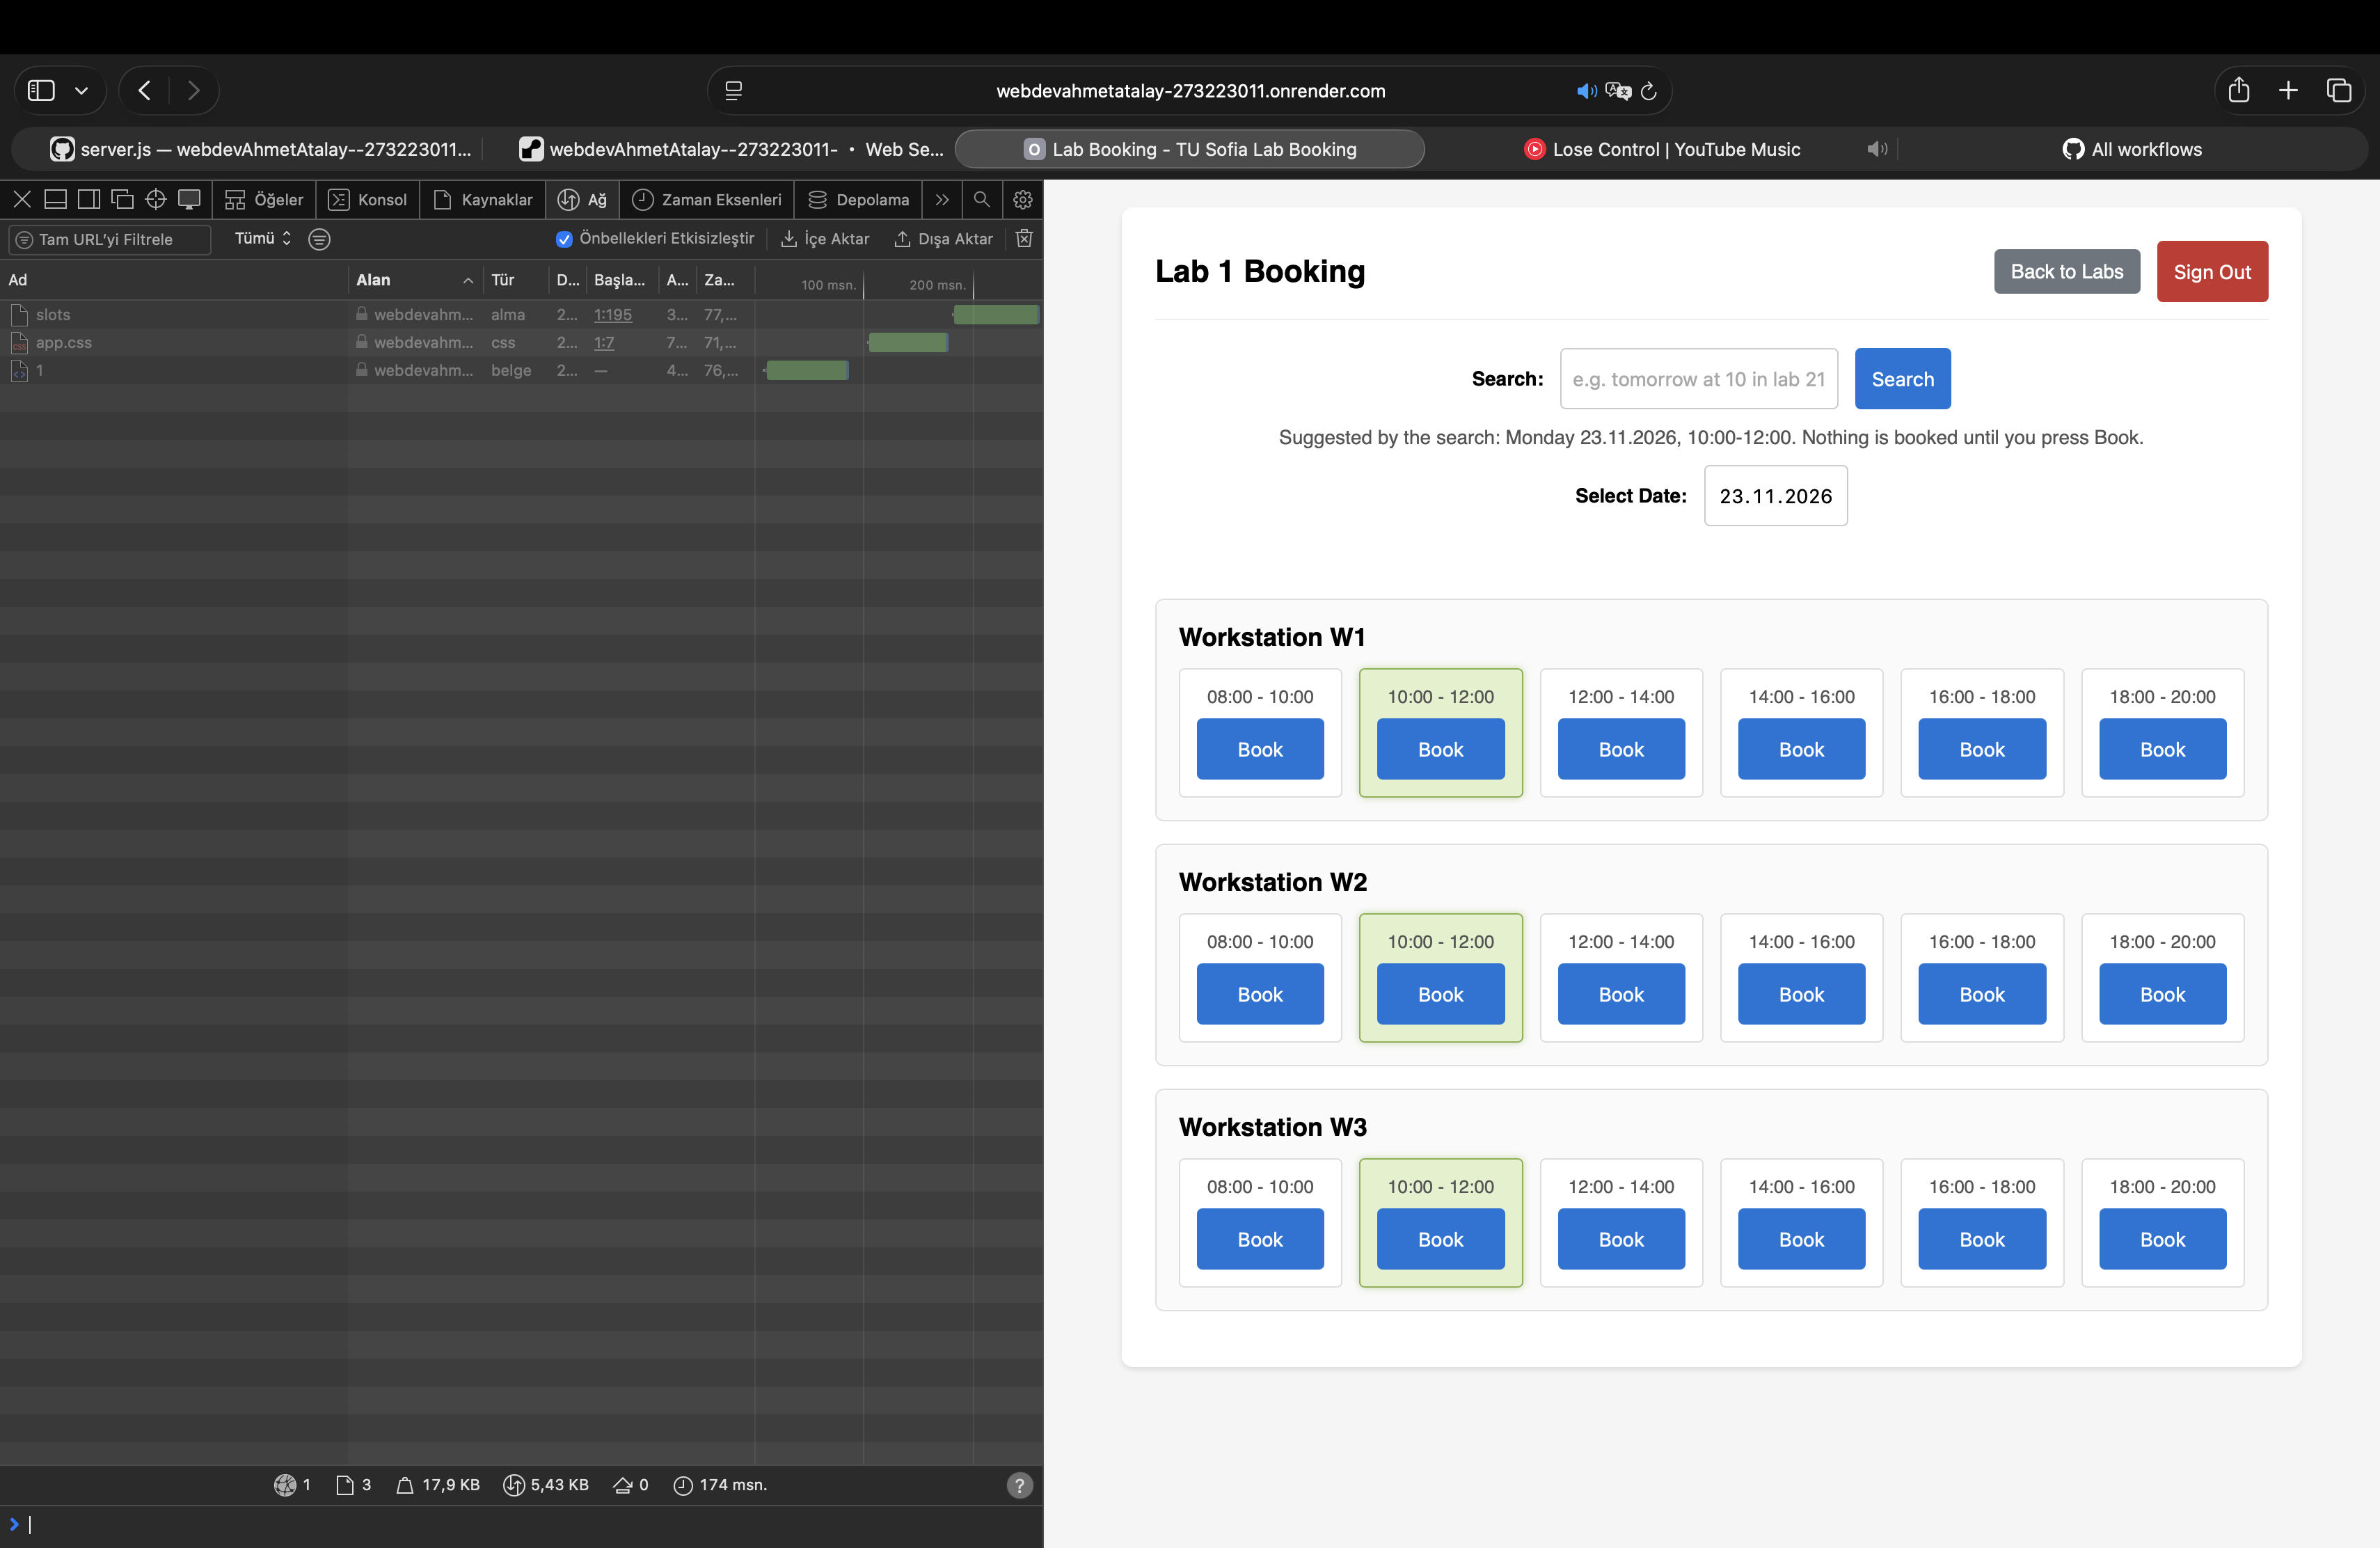 webdevahmetatalay-273223011.onrender.com
server.js — webdevAhmetAtalay--273223011...
webdevAhmetAtalay--273223011- • Web Se...
O Lab Booking - TU Sofia Lab Booking
Lose Control | YouTube Music
All workflows
Öğeler
Konsol
Kaynaklar
Ağ
Zaman Eksenleri
Depolama
Tam URL'yi Filtrele
Tümü
Önbellekleri Etkisizleştir
İçe Aktar
Dışa Aktar
Ad Alan Tür D... Başla... A... Za... 100 msn. 200 msn.
slots webdevahm... alma 2... 1:195 3... 77,...
app.css webdevahm... css 2... 1:7 7... 71,...
1 webdevahm... belge 2... — 4... 76,...
1 3 17,9 KB 5,43 KB 0 174 msn. ?
Lab 1 Booking
Back to Labs
Sign Out
Search: e.g. tomorrow at 10 in lab 21 Search
Suggested by the search: Monday 23.11.2026, 10:00-12:00. Nothing is booked until you press Book.
Select Date: 23.11.2026
Workstation W1
08:00 - 10:00 10:00 - 12:00 12:00 - 14:00 14:00 - 16:00 16:00 - 18:00 18:00 - 20:00
Book Book Book Book Book Book
Workstation W2
08:00 - 10:00 10:00 - 12:00 12:00 - 14:00 14:00 - 16:00 16:00 - 18:00 18:00 - 20:00
Book Book Book Book Book Book
Workstation W3
08:00 - 10:00 10:00 - 12:00 12:00 - 14:00 14:00 - 16:00 16:00 - 18:00 18:00 - 20:00
Book Book Book Book Book Book